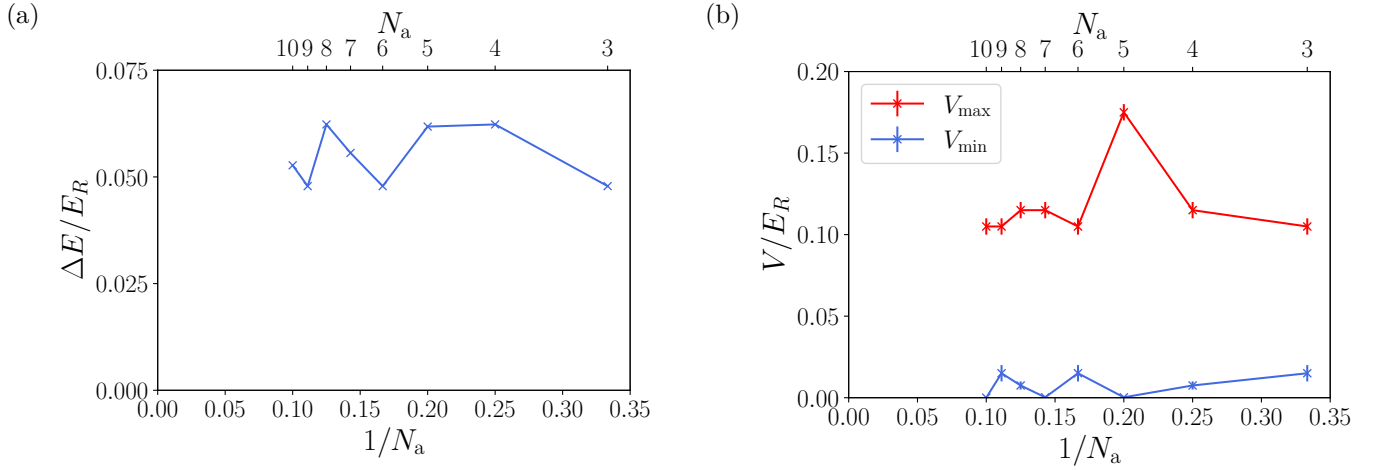 (a)
N_a
10 9 8 7 6 5 4 3
0.075
0.050
0.025
0.000
ΔE/E_R
0.00 0.05 0.10 0.15 0.20 0.25 0.30 0.35
1/N_a
(b)
N_a
10 9 8 7 6 5 4 3
V_max
V_min
0.20
0.15
0.10
0.05
0.00
V/E_R
0.00 0.05 0.10 0.15 0.20 0.25 0.30 0.35
1/N_a